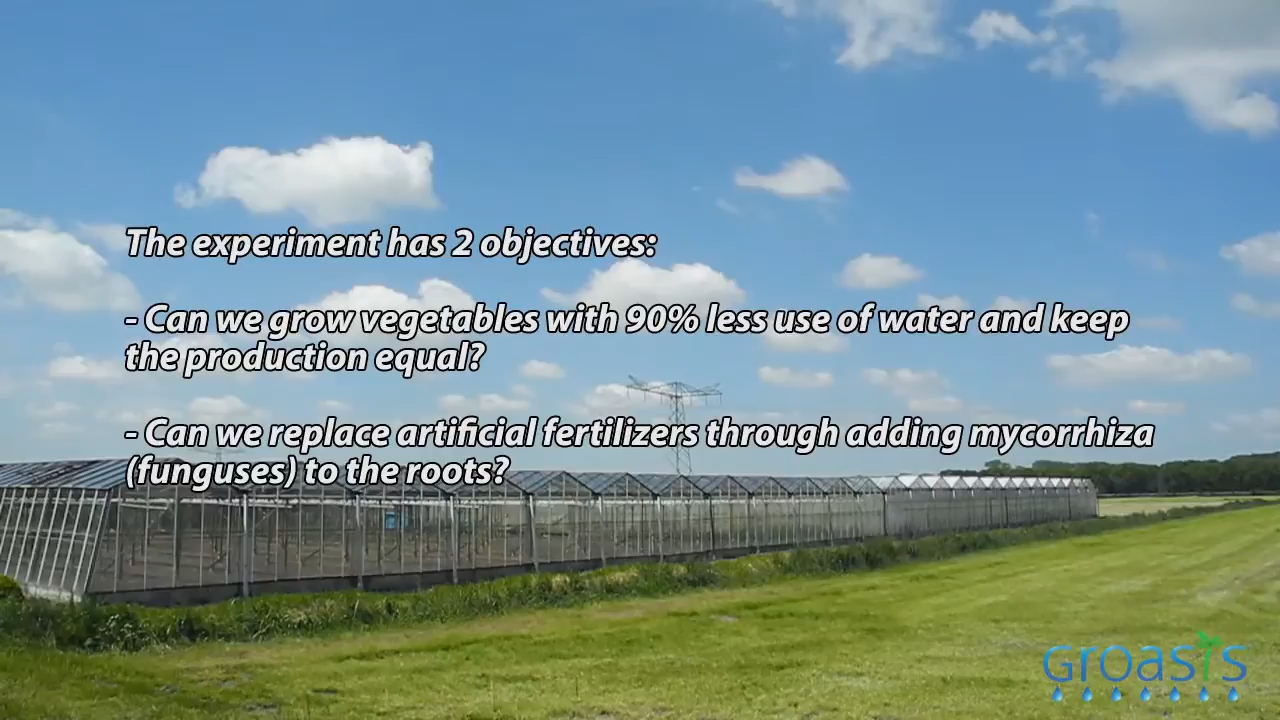 The experiment has 2 objectives:
- Can we grow vegetables with 90% less use of water and keep
the production equal?
- Can we replace artificial fertilizers through adding mycorrhiza
(funguses) to the roots?
GROASIS